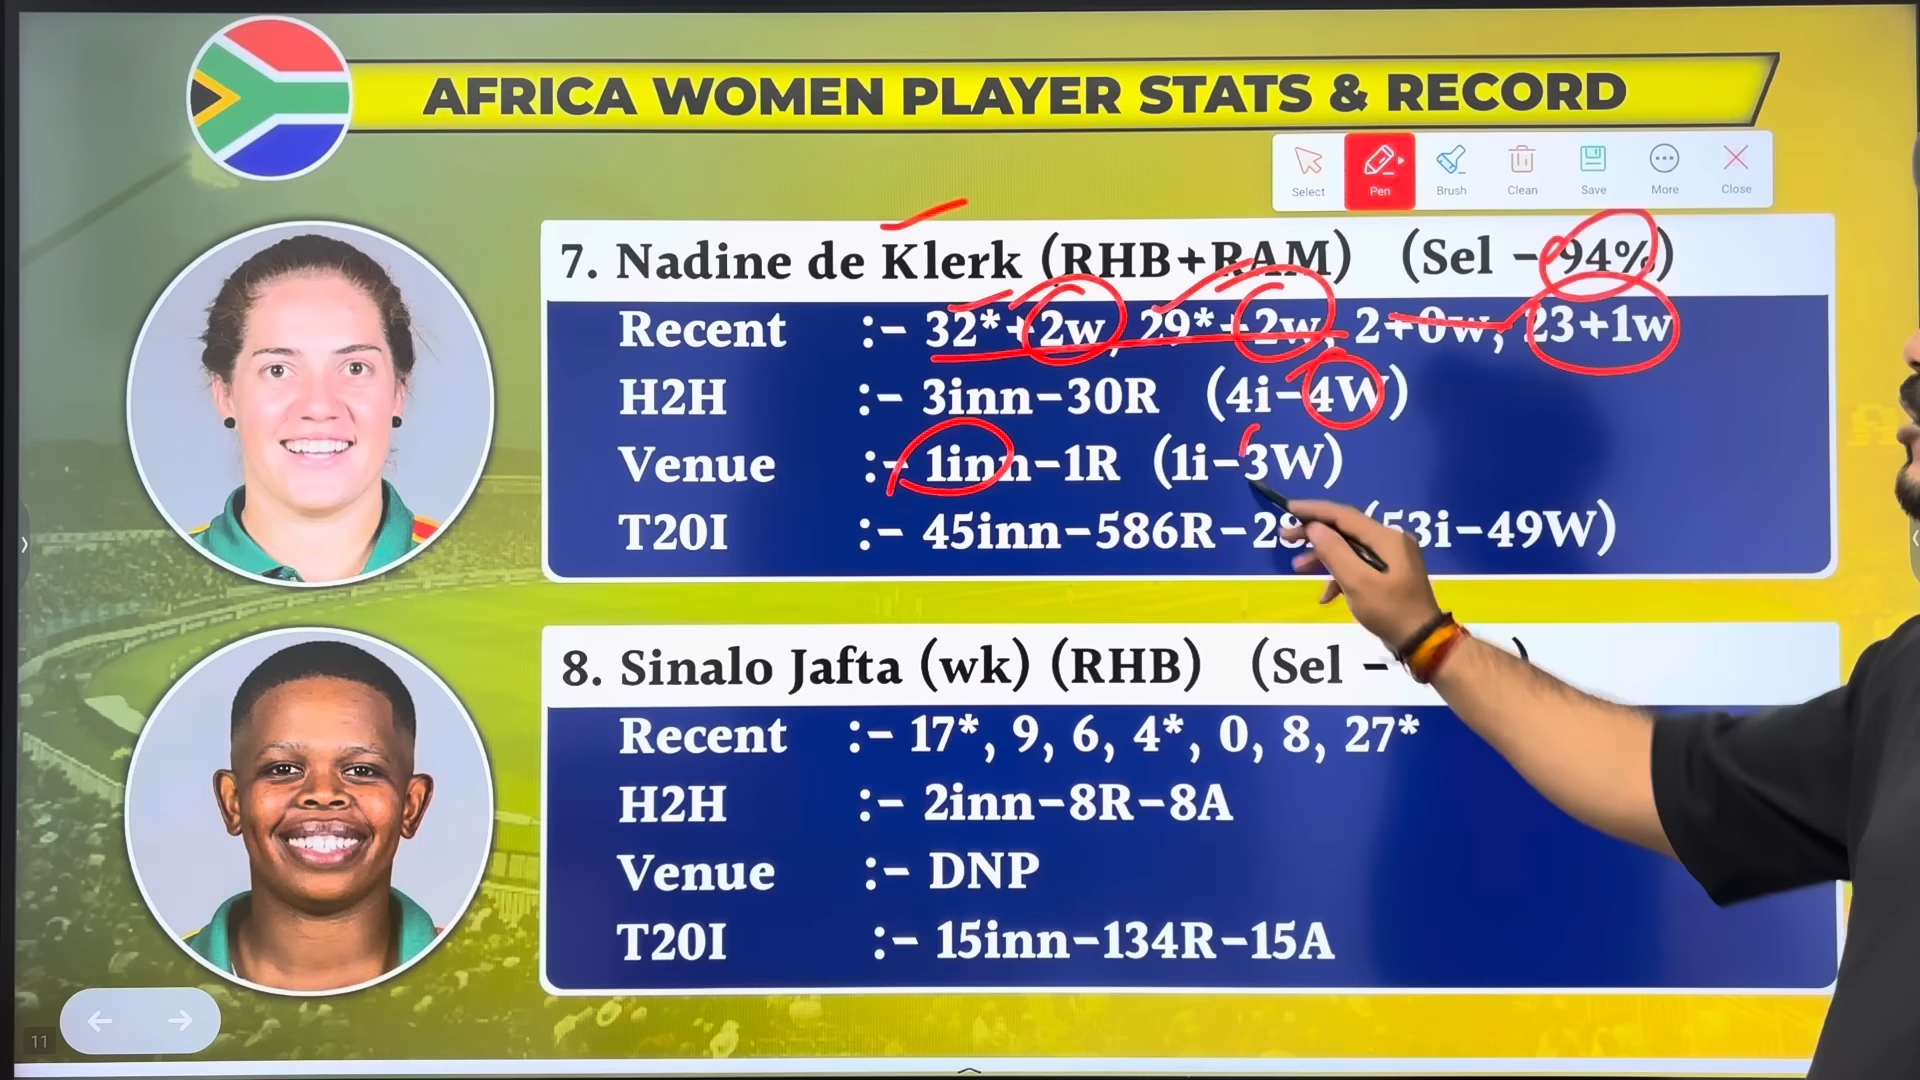 AFRICA WOMEN PLAYER STATS & RECORD
Select Pen Brush Clean Save More Close
7. Nadine de Klerk (RHB+RAM) (Sel - 94%)
Recent :- 32*+2w, 29*+2w, 2+0w, 23+1w
H2H :- 3inn-30R (4i-4W)
Venue :- 1inn-1R (1i-3W)
T20I :- 45inn-586R- (53i-49W)
8. Sinalo Jafta (wk) (RHB) (Sel - )
Recent :- 17*, 9, 6, 4*, 0, 8, 27*
H2H :- 2inn-8R-8A
Venue :- DNP
T20I :- 15inn-134R-15A
11